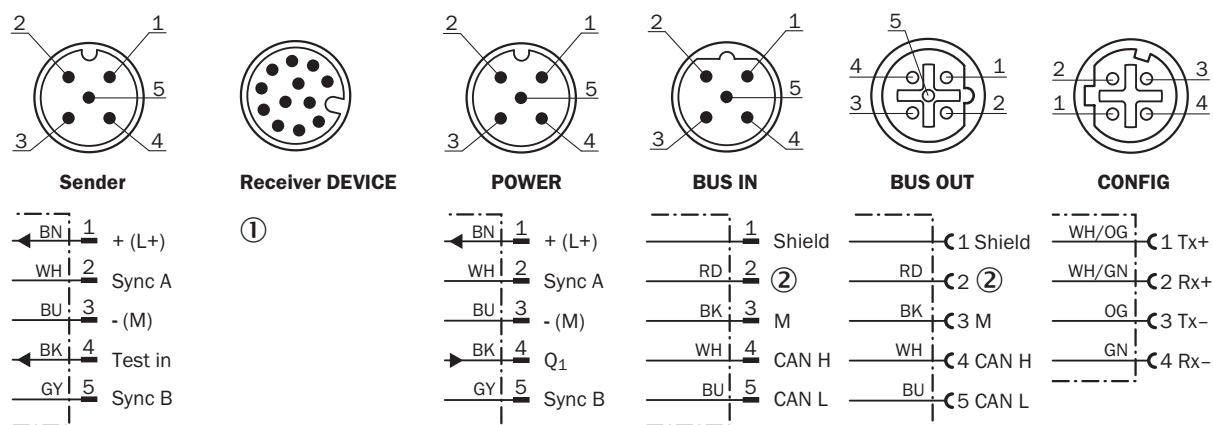 2 1
5
3 4
Sender
BN 1 + (L+)
WH 2 Sync A
BU 3 - (M)
BK 4 Test in
GY 5 Sync B
Receiver DEVICE
①
2 1
5
3 4
POWER
BN 1 + (L+)
WH 2 Sync A
BU 3 - (M)
BK 4 Q1
GY 5 Sync B
2 1
5
3 4
BUS IN
1 Shield
RD 2 ②
BK 3 M
WH 4 CAN H
BU 5 CAN L
5
4 1
3 2
BUS OUT
1 Shield
RD 2 ②
BK 3 M
WH 4 CAN H
BU 5 CAN L
2 3
1 4
CONFIG
WH/OG 1 Tx+
WH/GN 2 Rx+
OG 3 Tx–
GN 4 Rx–